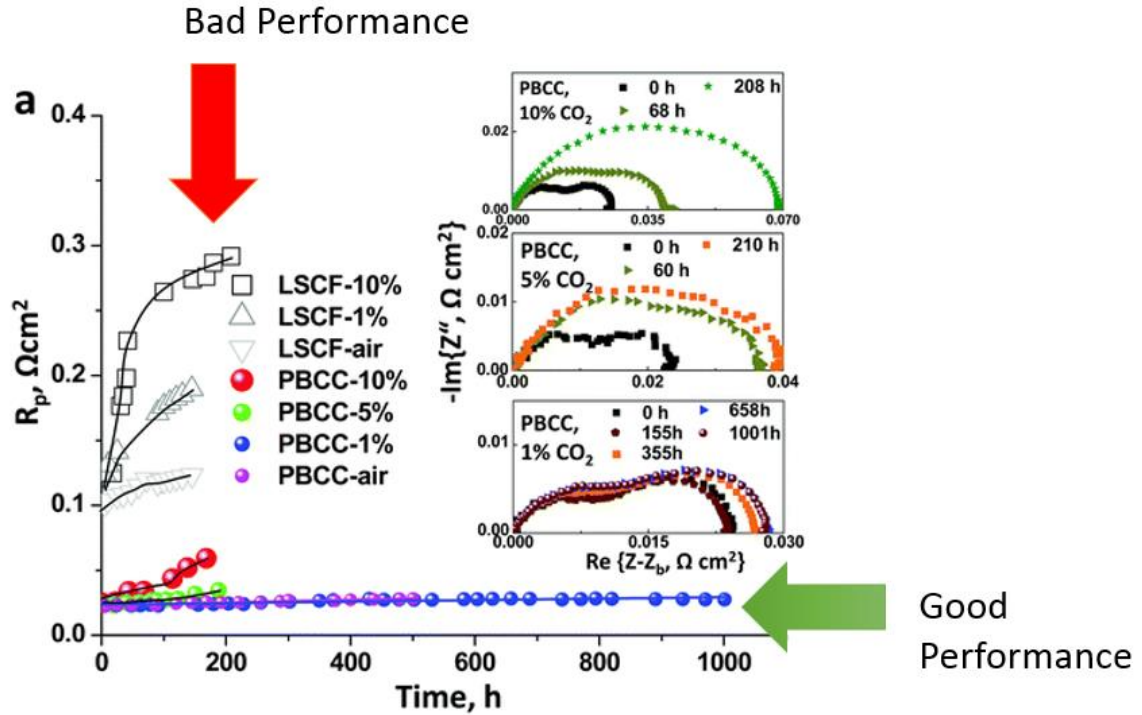 Bad Performance
a
0.4
0.3
0.2
0.1
0.0
R_p, Ωcm²
0
200
400
600
800
1000
Time, h
LSCF-10%
LSCF-1%
LSCF-air
PBCC-10%
PBCC-5%
PBCC-1%
PBCC-air
PBCC,
10% CO₂
0 h
68 h
208 h
0.02
0.00
0.000
0.035
0.070
-Im{Z″, Ω cm²}
PBCC,
5% CO₂
0 h
60 h
210 h
0.02
0.01
0.00
0.00
0.02
0.04
PBCC,
1% CO₂
0 h
155h
355h
658h
1001h
0.01
0.00
0.000
0.015
0.030
Re {Z-Z_b, Ω cm²}
Good
Performance